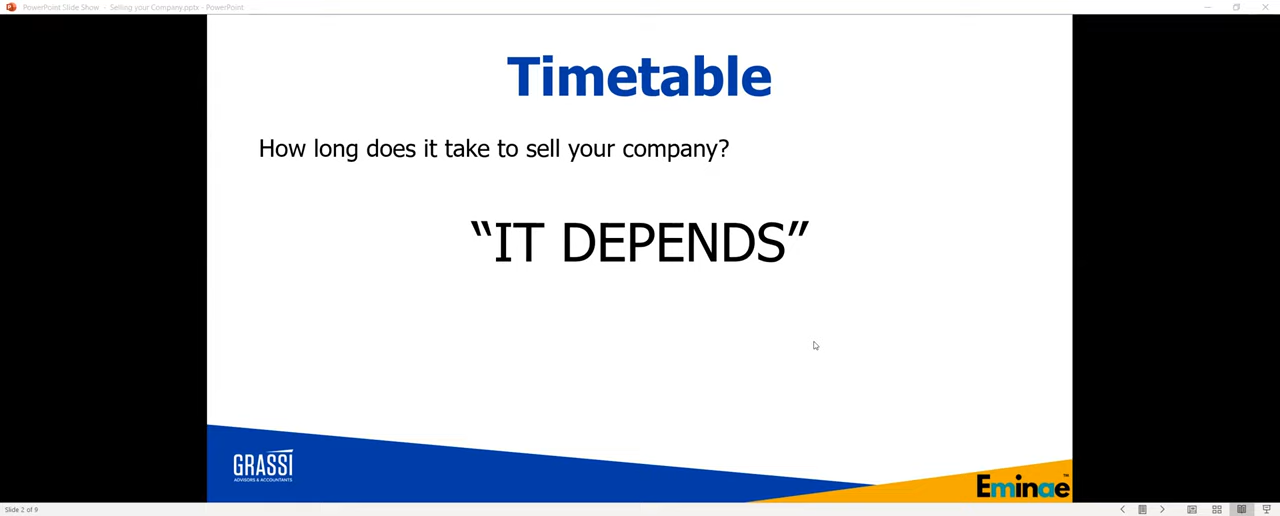 PowerPoint Slide Show - Selling your Company.pptx - PowerPoint
Timetable
How long does it take to sell your company?
“IT DEPENDS”
GRASSI
ADVISORS & ACCOUNTANTS
Eminae™
Slide 2 of 9